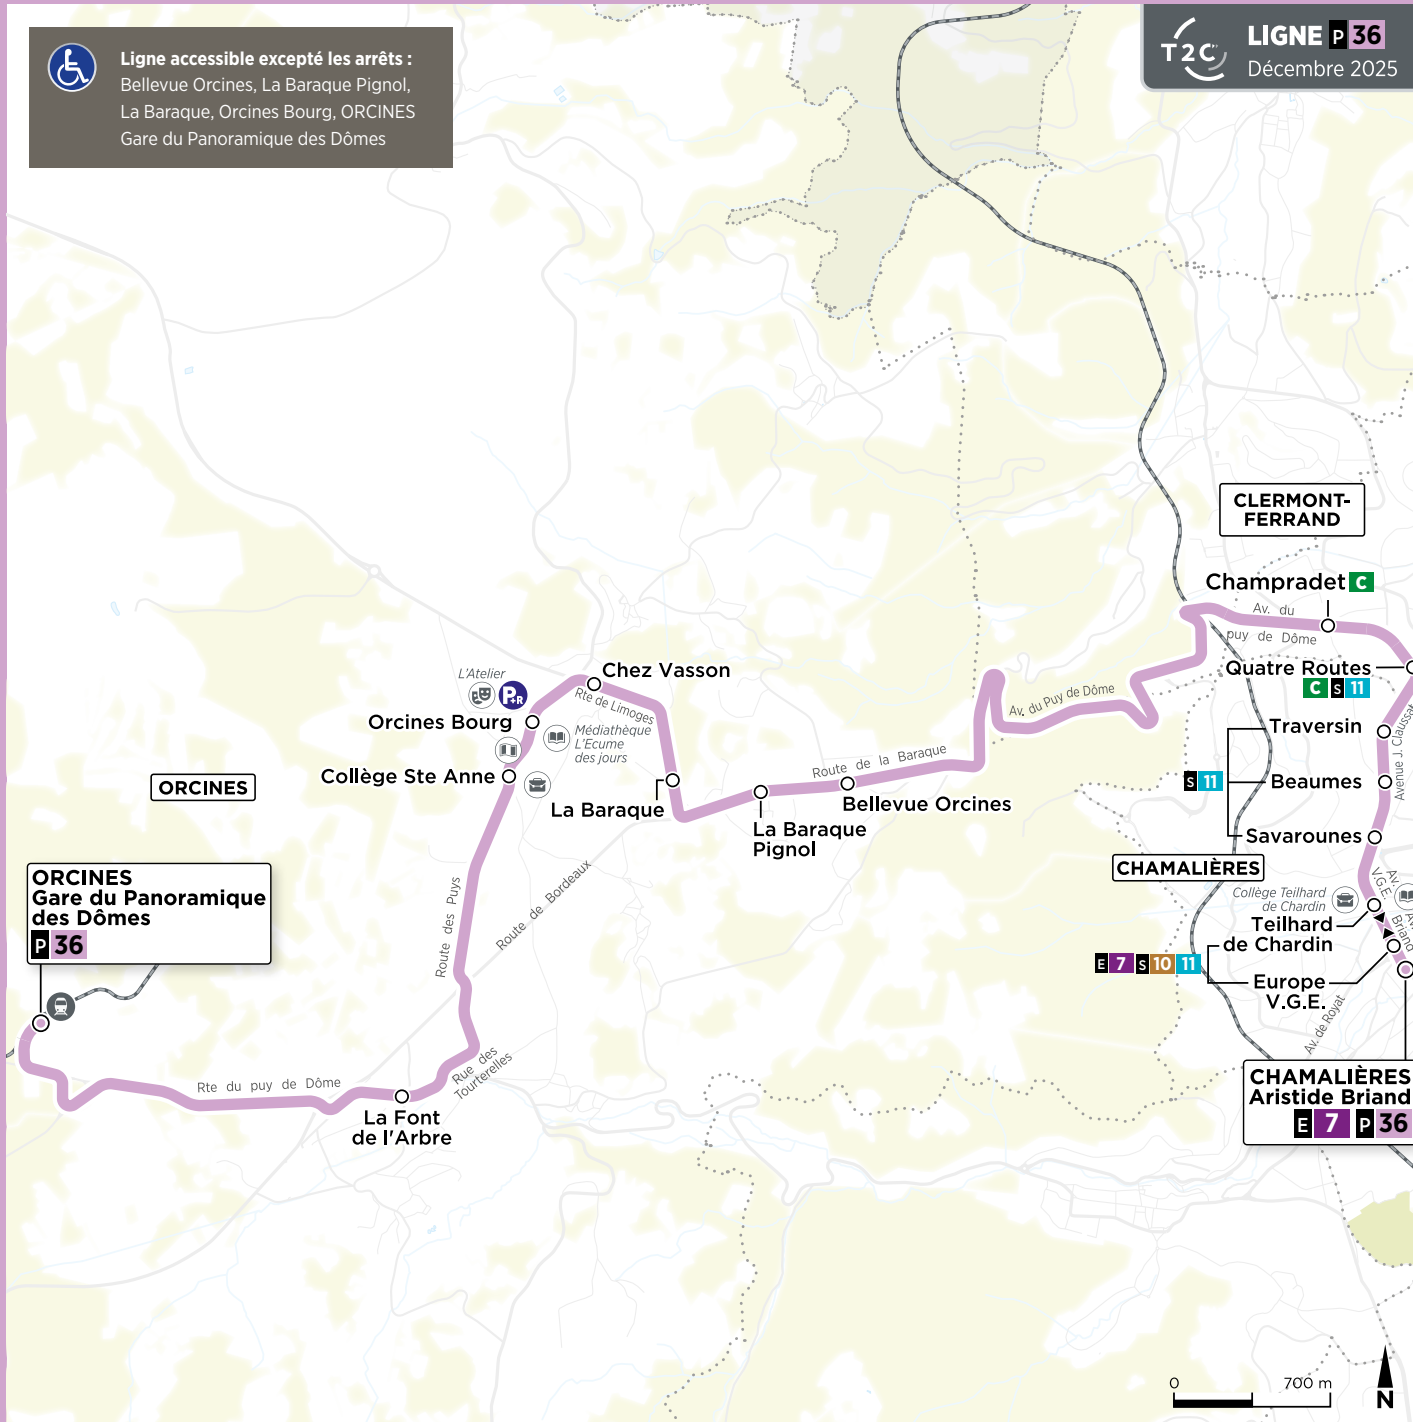 Ligne accessible excepté les arrêts :
Bellevue Orcines, La Baraque Pignol,
La Baraque, Orcines Bourg, ORCINES
Gare du Panoramique des Dômes
T2C
LIGNE P 36
Décembre 2025
CLERMONT-
FERRAND
Champradet C
Av. du
puy de Dôme
Quatre Routes
C S 11
Traversin
Avenue J. Claussat
S 11
Beaumes
Savarounes
CHAMALIÈRES
Collège Teilhard
de Chardin
Av.
V.G.E.
Teilhard
de Chardin
Av.
Briand
E 7 S 10 11
Europe
V.G.E.
Av. de Royat
CHAMALIÈRES
Aristide Briand
E 7 P 36
Av. du Puy de Dôme
Route de la Baraque
Bellevue Orcines
La Baraque
Pignol
La Baraque
Chez Vasson
Rte de Limoges
L'Atelier
P+R
Orcines Bourg
Médiathèque
L'Ecume
des jours
Collège Ste Anne
ORCINES
Route de Bordeaux
Route des Puys
Rue des
Tourterelles
ORCINES
Gare du Panoramique
des Dômes
P 36
Rte du puy de Dôme
La Font
de l'Arbre
0 700 m
N